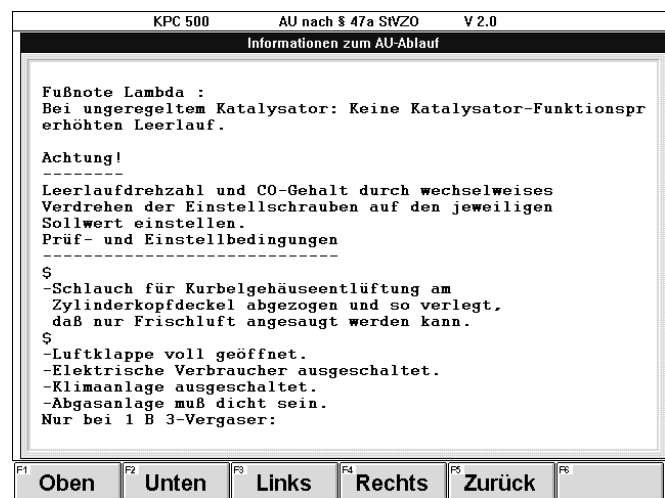 KPC 500 AU nach § 47a StVZO V 2.0
Informationen zum AU-Ablauf
Fußnote Lambda :
Bei ungeregeltem Katalysator: Keine Katalysator-Funktionspr
erhöhten Leerlauf.
Achtung!
--------
Leerlaufdrehzahl und CO-Gehalt durch wechselweises
Verdrehen der Einstellschrauben auf den jeweiligen
Sollwert einstellen.
Prüf- und Einstellbedingungen
-----------------------------
$
-Schlauch für Kurbelgehäuseentlüftung am
Zylinderkopfdeckel abgezogen und so verlegt,
daß nur Frischluft angesaugt werden kann.
$
-Luftklappe voll geöffnet.
-Elektrische Verbraucher ausgeschaltet.
-Klimaanlage ausgeschaltet.
-Abgasanlage muß dicht sein.
Nur bei 1 B 3-Vergaser:
F1 Oben F2 Unten F3 Links F4 Rechts F5 Zurück F6